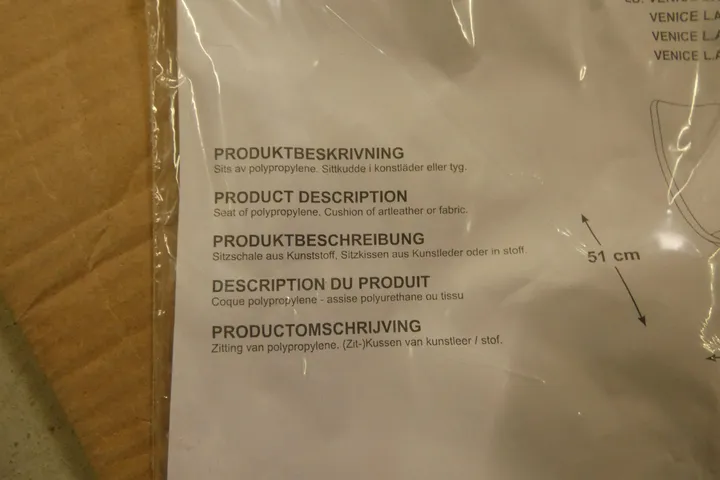 VENICE L.A
VENICE L.A
VENICE L.A
PRODUKTBESKRIVNING
Sits av polypropylene. Sittkudde i konstläder eller tyg.
PRODUCT DESCRIPTION
Seat of polypropylene. Cushion of artleather or fabric.
PRODUKTBESCHREIBUNG
Sitzschale aus Kunststoff, Sitzkissen aus Kunstleder oder in stoff.
51 cm
DESCRIPTION DU PRODUIT
Coque polypropylene - assise polyurethane ou tissu
PRODUCTOMSCHRIJVING
Zitting van polypropylene. (Zit-)Kussen van kunstleer / stof.